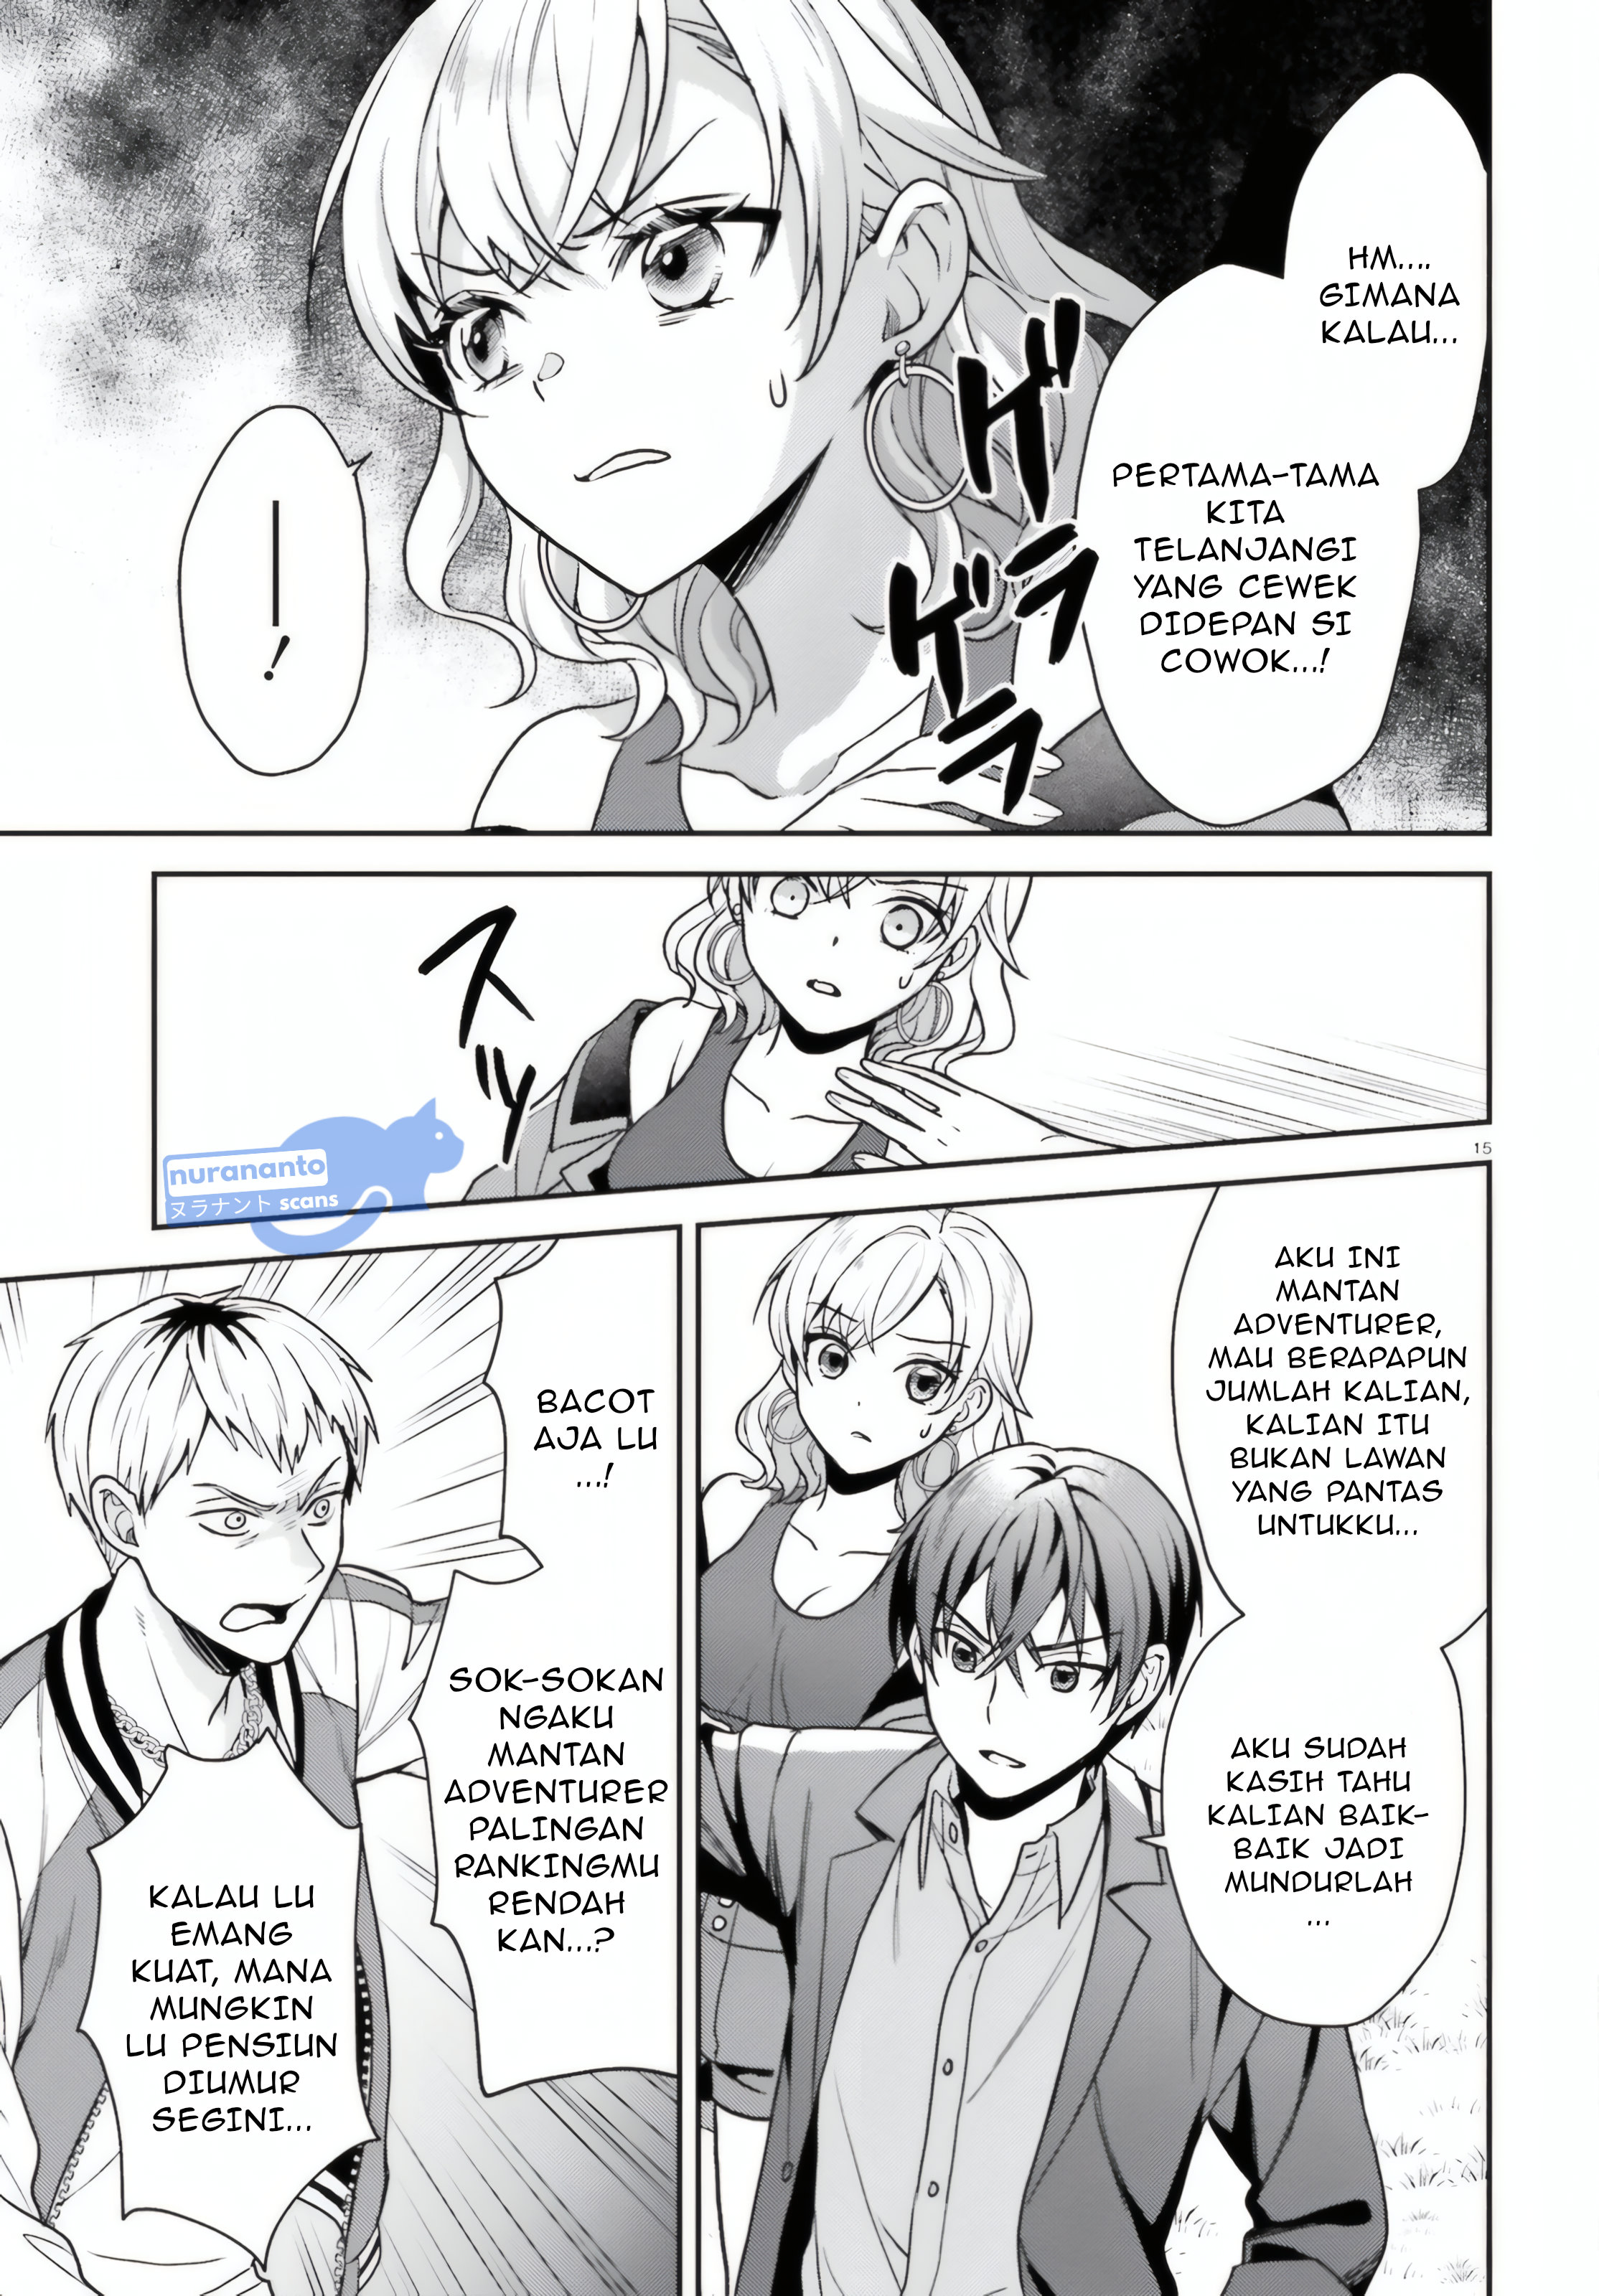 HM....
GIMANA
KALAU...
PERTAMA-TAMA
KITA
TELANJANGI
YANG CEWEK
DIDEPAN SI
COWOK...!
ゲラ
ゲラ
―!
スッ
15
nurananto
ヌラナント scans
AKU INI
MANTAN
ADVENTURER,
MAU BERAPAPUN
JUMLAH KALIAN,
KALIAN ITU
BUKAN LAWAN
YANG PANTAS
UNTUKKU...
AKU SUDAH
KASIH TAHU
KALIAN BAIK-
BAIK JADI
MUNDURLAH
...
BACOT
AJA LU
...!
SOK-SOKAN
NGAKU
MANTAN
ADVENTURER
PALINGAN
RANKINGMU
RENDAH
KAN...?
KALAU LU
EMANG
KUAT, MANA
MUNGKIN
LU PENSIUN
DIUMUR
SEGINI...